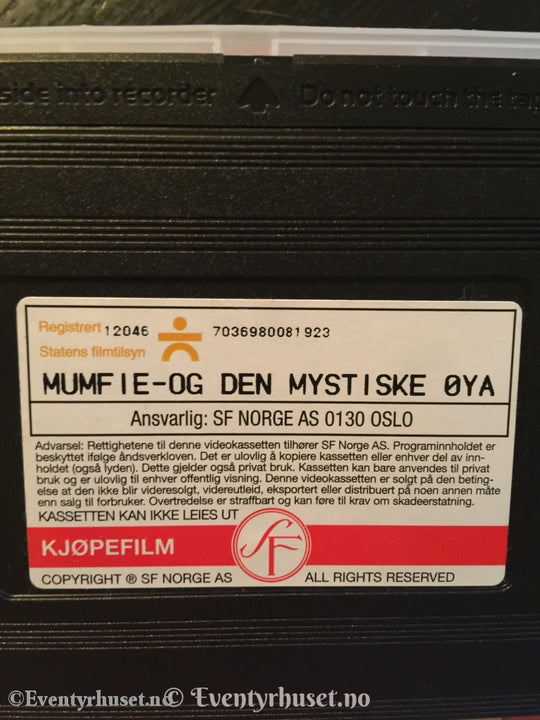 side into recorder Do not touch the tap
Registrert 12046 7036980081923
Statens filmtilsyn
MUMFIE-OG DEN MYSTISKE ØYA
Ansvarlig: SF NORGE AS 0130 OSLO
Advarsel: Rettighetene til denne videokassetten tilhører SF Norge AS. Programinnholdet er
beskyttet ifølge åndsverkloven. Det er ulovlig å kopiere kassetten eller enhver del av inn-
holdet (også lyden). Dette gjelder også privat bruk. Kassetten kan bare anvendes til privat
bruk og er ulovlig til enhver offentlig visning. Denne videokassetten er solgt på den beting-
else at den ikke blir videresolgt, videreutleid, eksportert eller distribuert på noen annen måte
enn salg til forbruker. Overtredelse er straffbart og kan føre til krav om skadeerstatning.
KASSETTEN KAN IKKE LEIES UT
KJØPEFILM SF
COPYRIGHT ® SF NORGE AS ALL RIGHTS RESERVED
©Eventyrhuset.no © Eventyrhuset.no